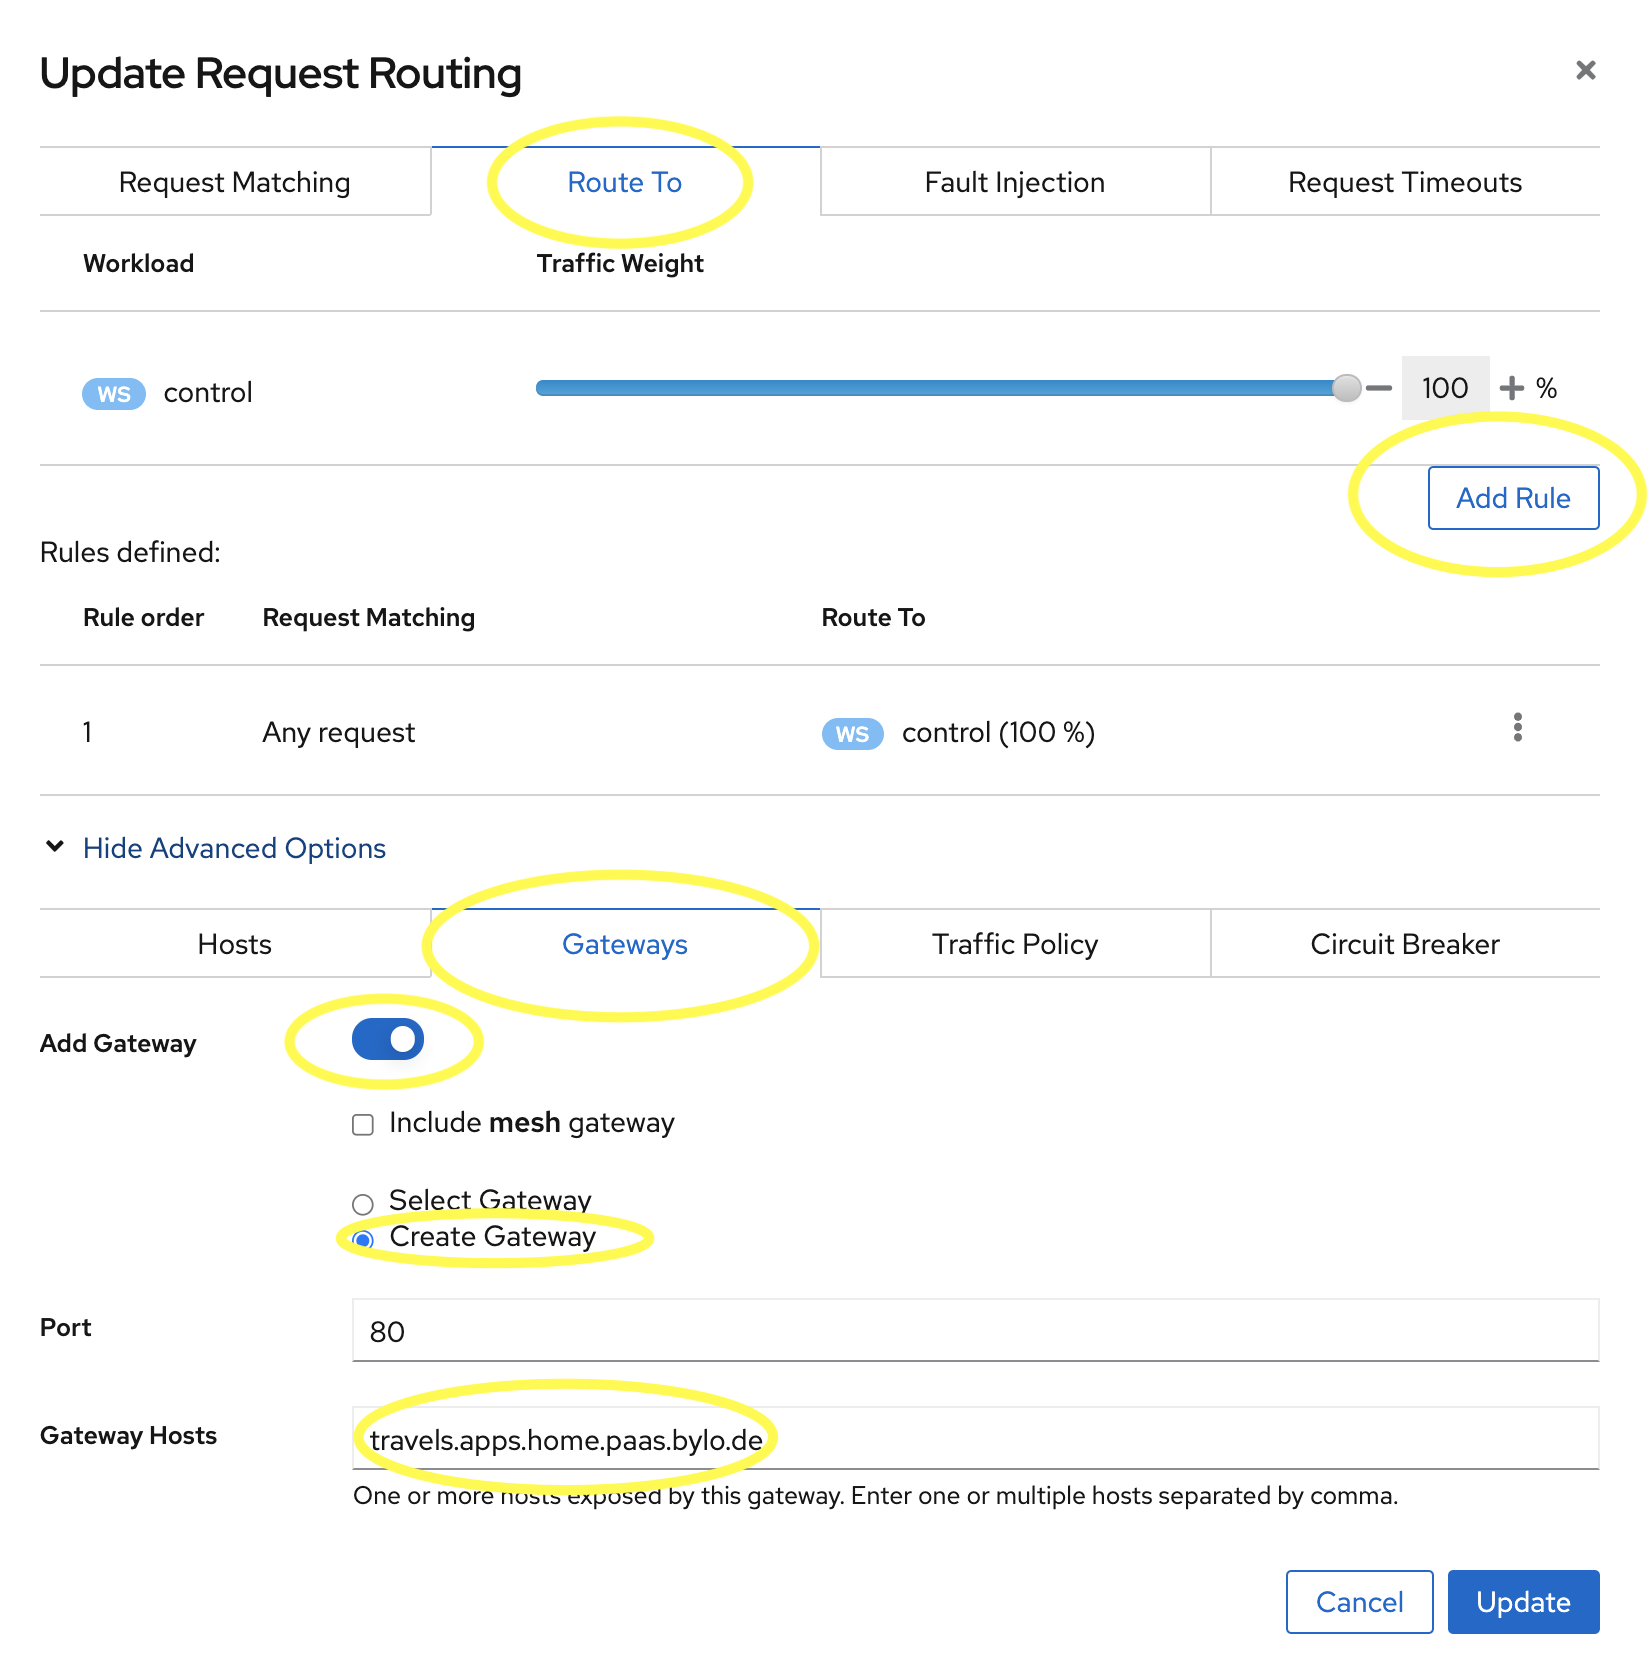 Update Request Routing
Request Matching Route To Fault Injection Request Timeouts
Workload Traffic Weight
WS control 100 %
Add Rule
Rules defined:
Rule order Request Matching Route To
1 Any request WS control (100 %)
Hide Advanced Options
Hosts Gateways Traffic Policy Circuit Breaker
Add Gateway
Include mesh gateway
Select Gateway
Create Gateway
Port 80
Gateway Hosts travels.apps.home.paas.bylo.de
One or more hosts exposed by this gateway. Enter one or multiple hosts separated by comma.
Cancel Update